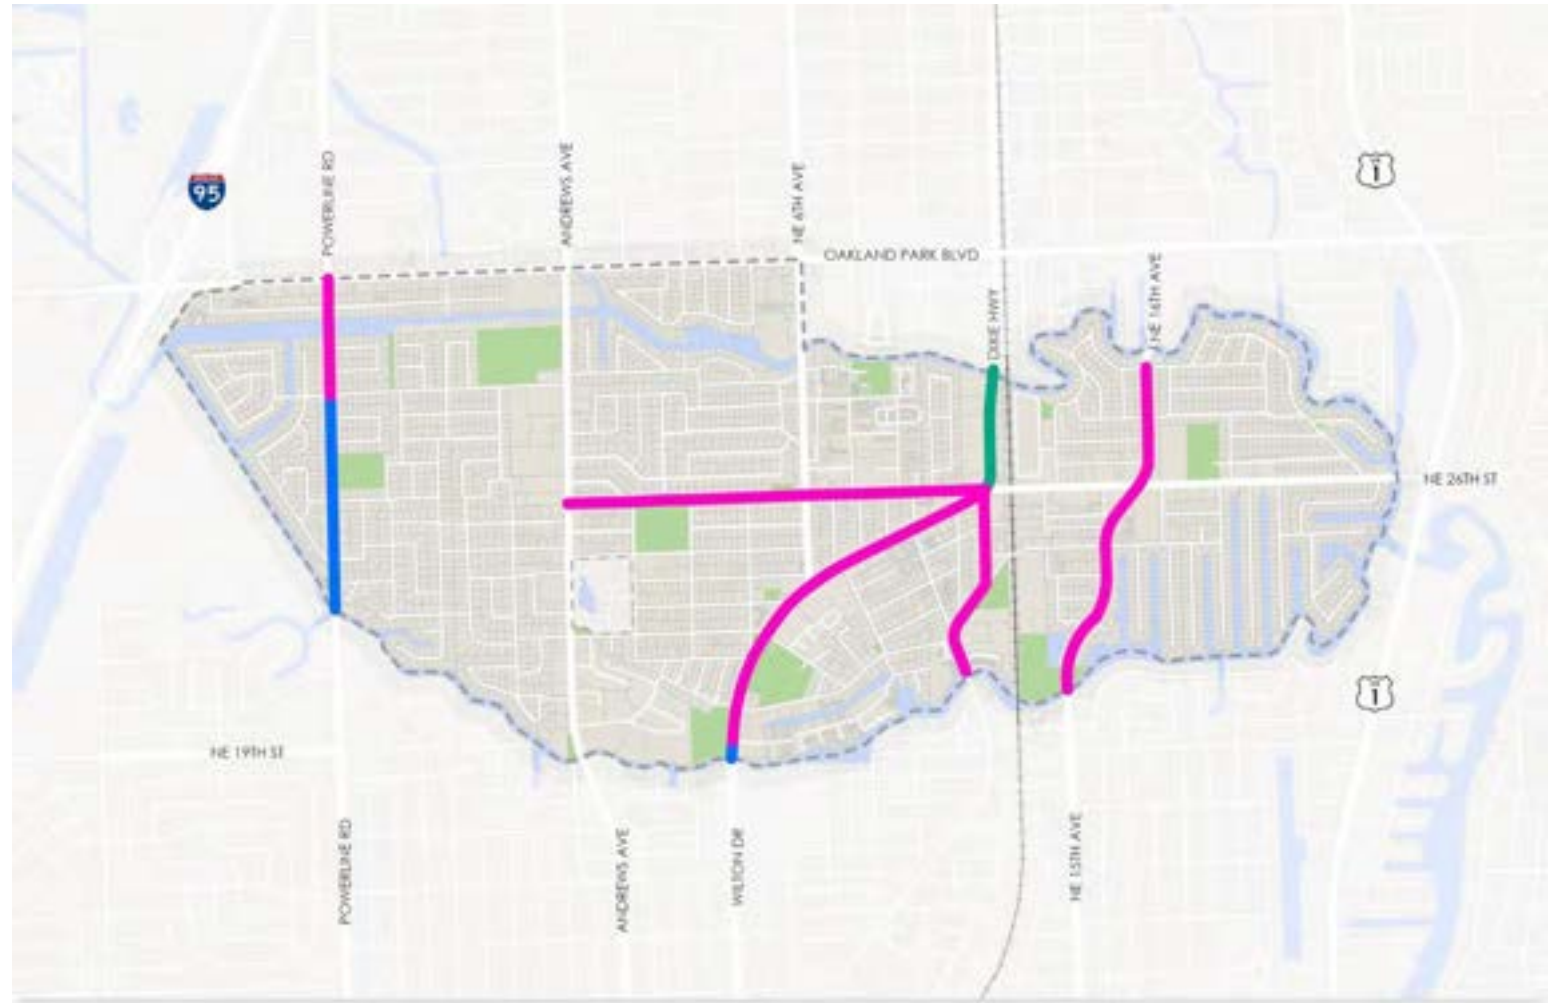 95
POWERLINE RD
ANDREWS AVE
NE 6TH AVE
1
OAKLAND PARK BLVD
NE 16TH AVE
DIXIE HWY
NE 26TH ST
1
NE 19TH ST
POWERLINE RD
ANDREWS AVE
WILTON DR
NE 15TH AVE